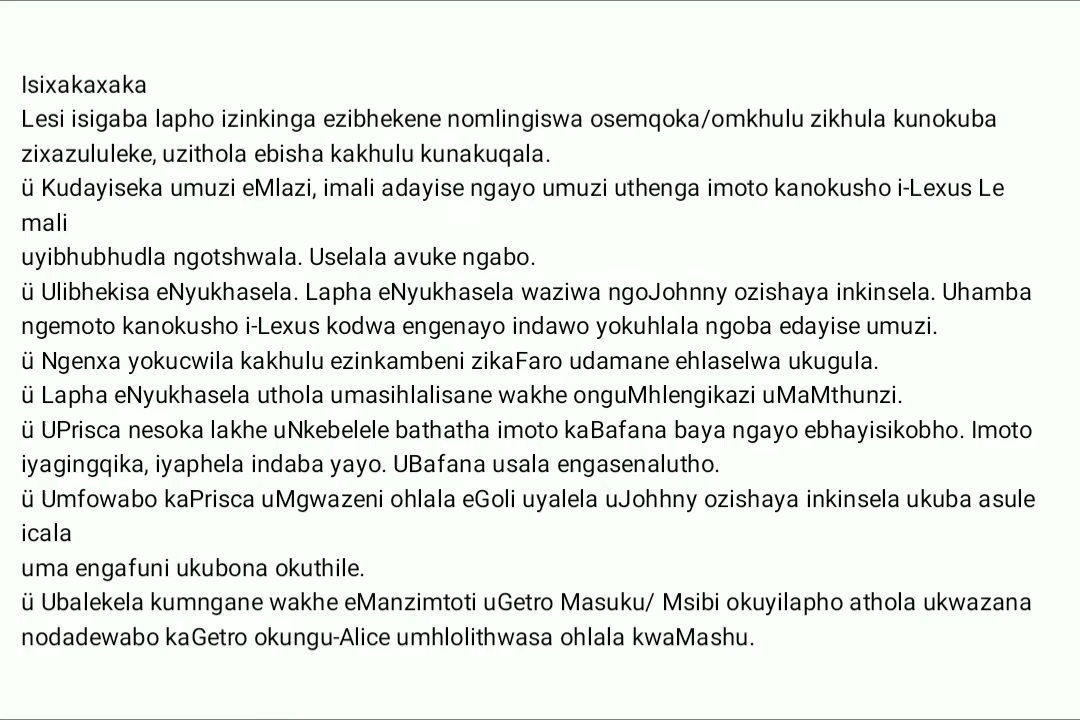 Isixakaxaka
Lesi isigaba lapho izinkinga ezibhekene nomlingiswa osemqoka/omkhulu zikhula kunokuba
zixazululeke, uzithola ebisha kakhulu kunakuqala.
ü Kudayiseka umuzi eMlazi, imali adayise ngayo umuzi uthenga imoto kanokusho i-Lexus Le
mali
uyibhubhudla ngotshwala. Uselala avuke ngabo.
ü Ulibhekisa eNyukhasela. Lapha eNyukhasela waziwa ngoJohnny ozishaya inkinsela. Uhamba
ngemoto kanokusho i-Lexus kodwa engenayo indawo yokuhlala ngoba edayise umuzi.
ü Ngenxa yokucwila kakhulu ezinkambeni zikaFaro udamane ehlaselwa ukugula.
ü Lapha eNyukhasela uthola umasihlalisane wakhe onguMhlengikazi uMaMthunzi.
ü UPrisca nesoka lakhe uNkebelele bathatha imoto kaBafana baya ngayo ebhayisikobho. Imoto
iyagingqika, iyaphela indaba yayo. UBafana usala engasenalutho.
ü Umfowabo kaPrisca uMgwazeni ohlala eGoli uyalela uJohhny ozishaya inkinsela ukuba asule
icala
uma engafuni ukubona okuthile.
ü Ubalekela kumngane wakhe eManzimtoti uGetro Masuku/ Msibi okuyilapho athola ukwazana
nodadewabo kaGetro okungu-Alice umhlolithwasa ohlala kwaMashu.